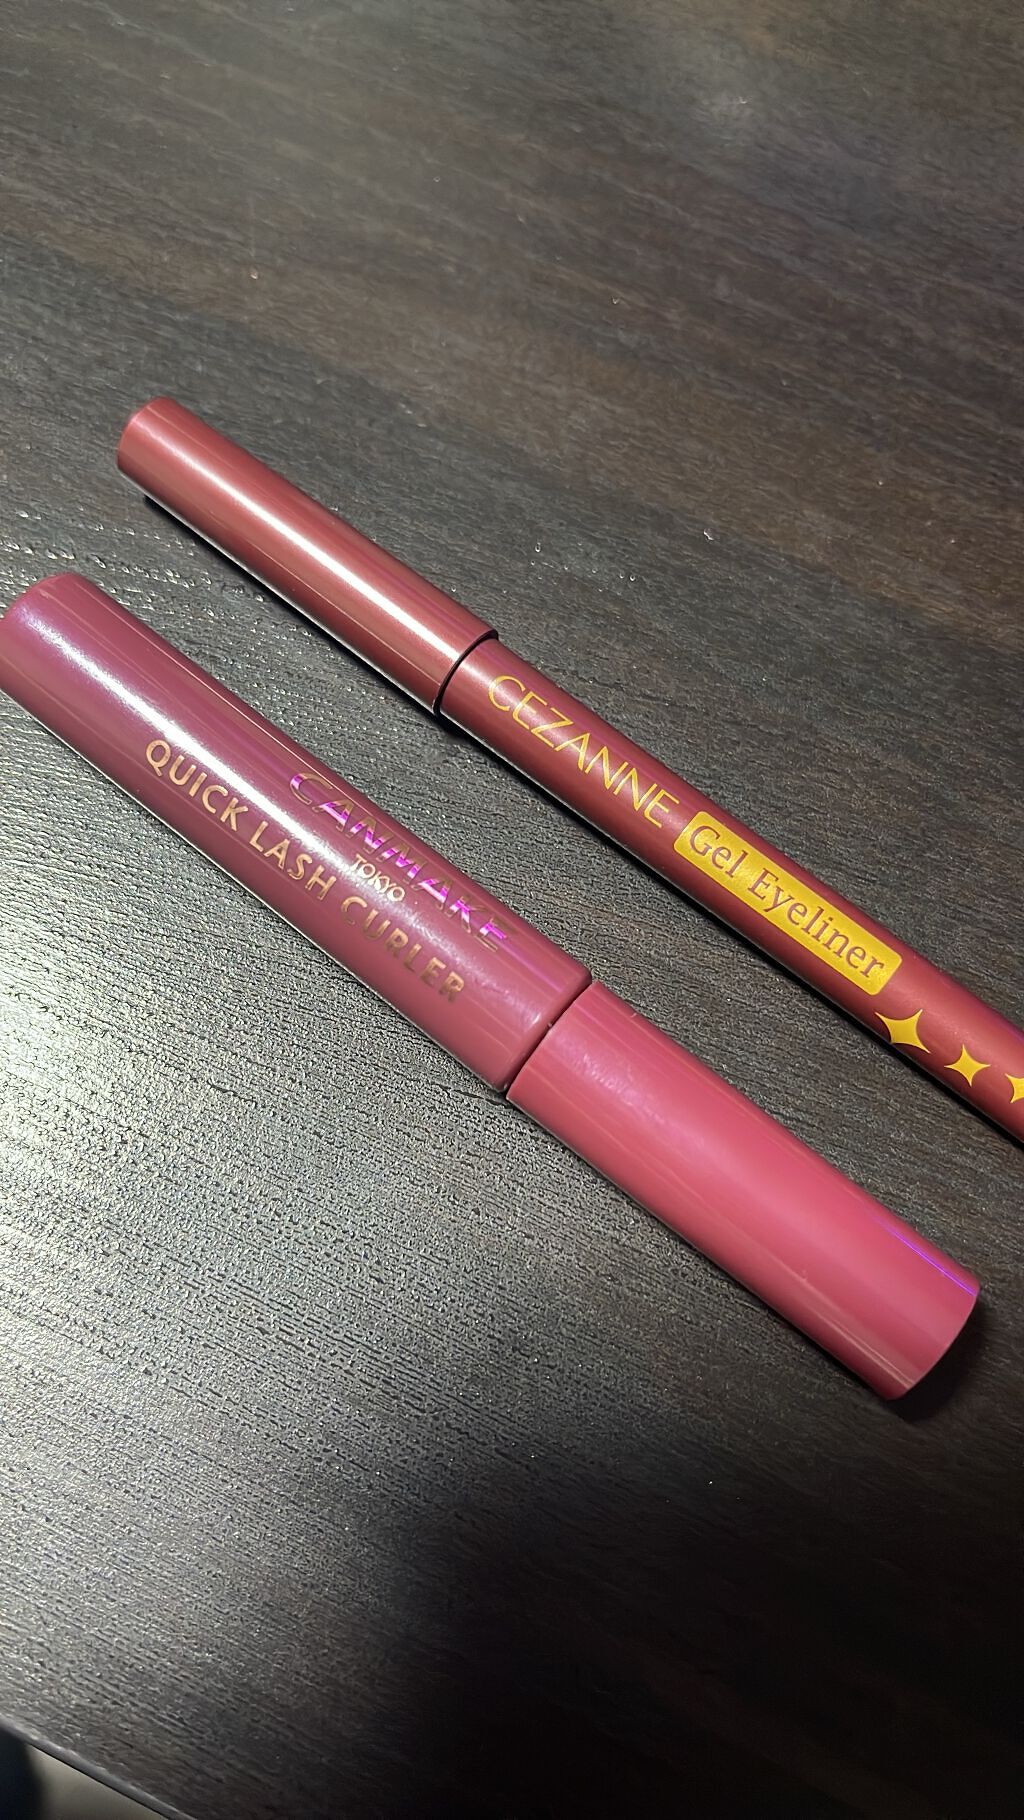 CEZANNE Gel Eyeliner
CANMAKE
TOKYO
QUICK LASH CURLER